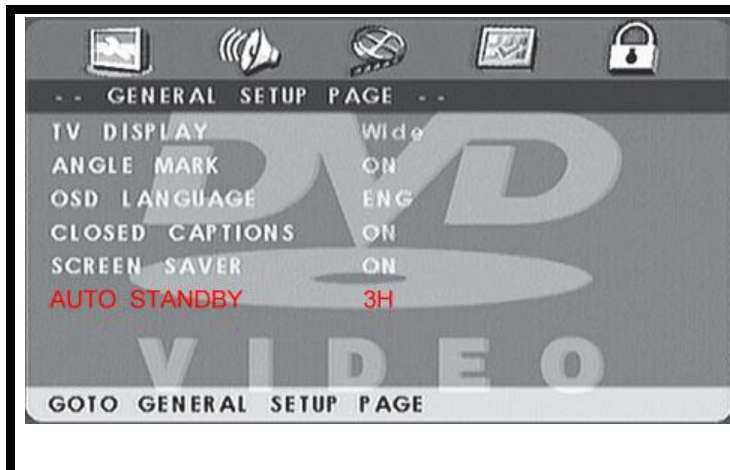 -- GENERAL SETUP PAGE --
TV DISPLAY Wide
ANGLE MARK ON
OSD LANGUAGE ENG
CLOSED CAPTIONS ON
SCREEN SAVER ON
AUTO STANDBY 3H
DVD
VIDEO
GOTO GENERAL SETUP PAGE